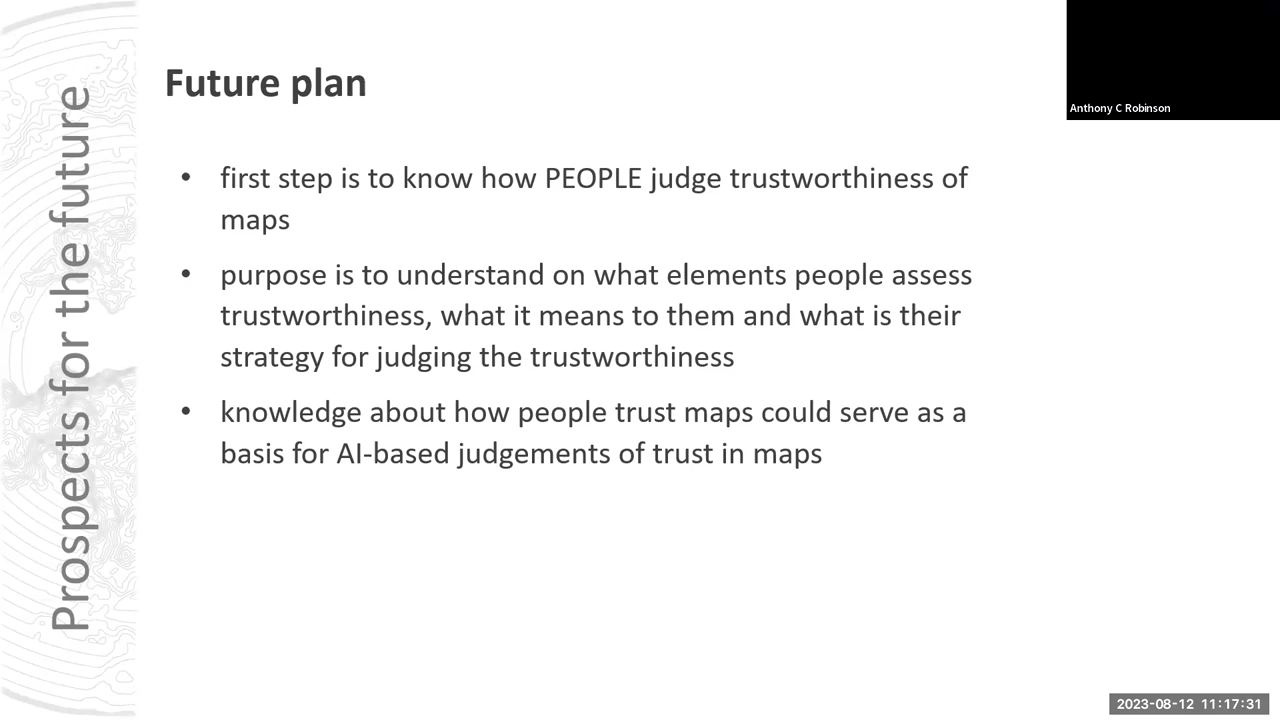 Prospects for the future
Future plan
• first step is to know how PEOPLE judge trustworthiness of
maps
• purpose is to understand on what elements people assess
trustworthiness, what it means to them and what is their
strategy for judging the trustworthiness
• knowledge about how people trust maps could serve as a
basis for AI-based judgements of trust in maps
Anthony C Robinson
2023-08-12 11:17:31